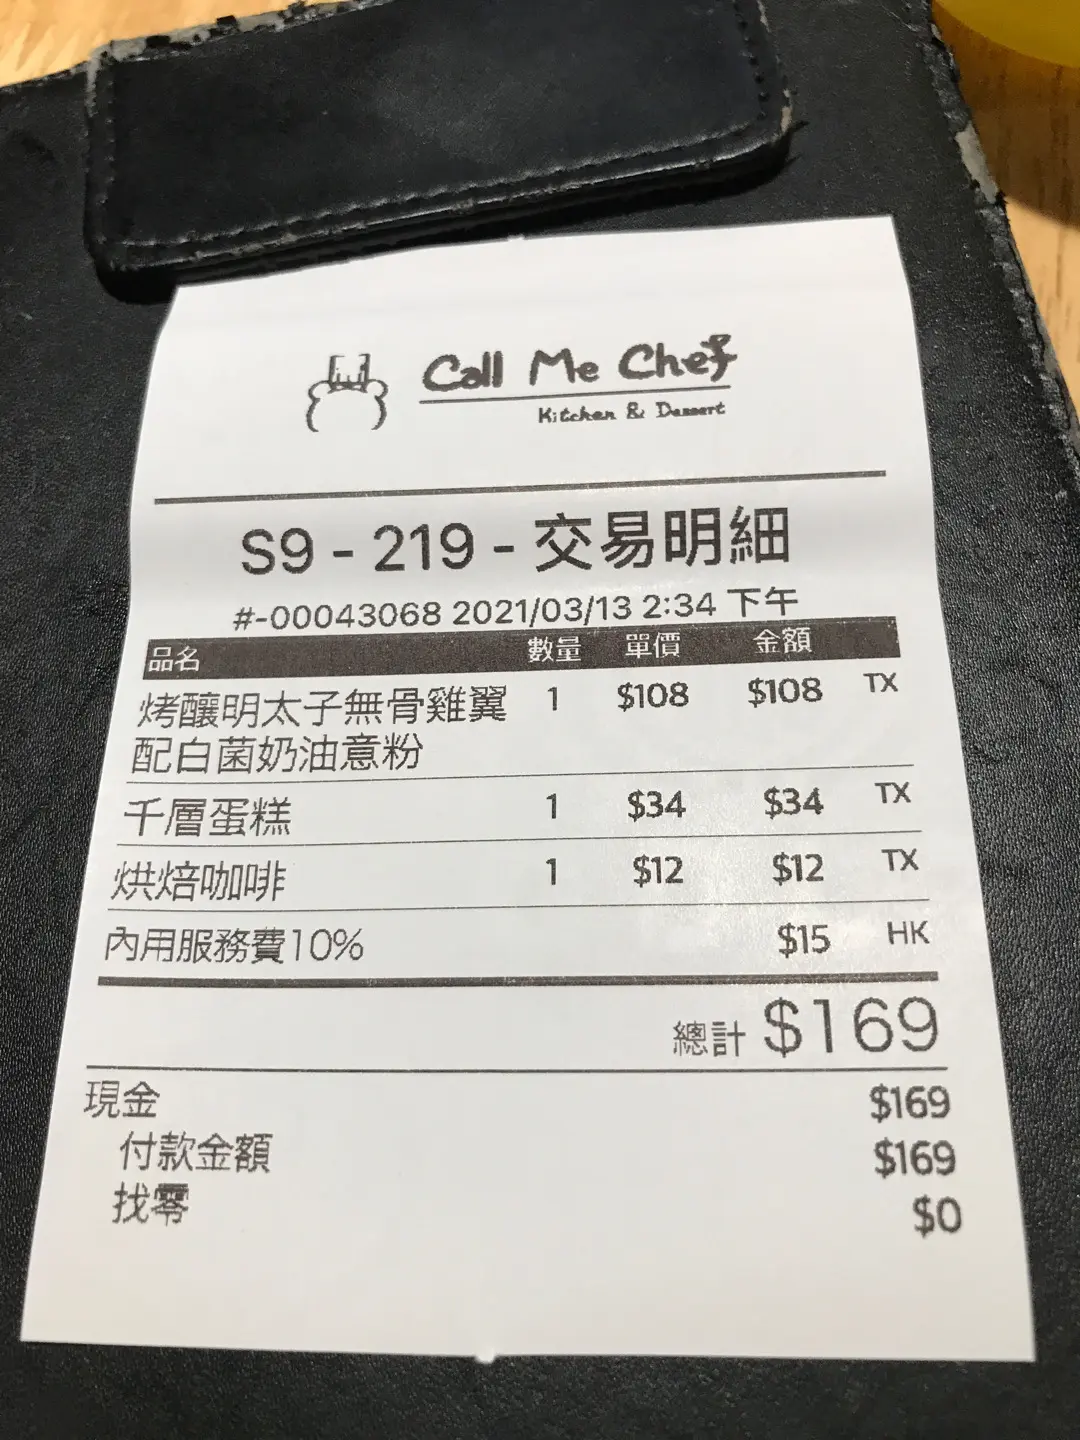 Call Me Chef
Kitchen & Dessert
S9 - 219 - 交易明細
#-00043068 2021/03/13 2:34 下午
品名 數量 單價 金額
烤釀明太子無骨雞翼 1 $108 $108 TX
配白菌奶油意粉
千層蛋糕 1 $34 $34 TX
烘焙咖啡 1 $12 $12 TX
內用服務費10% $15 HK
總計 $169
現金 $169
付款金額 $169
找零 $0